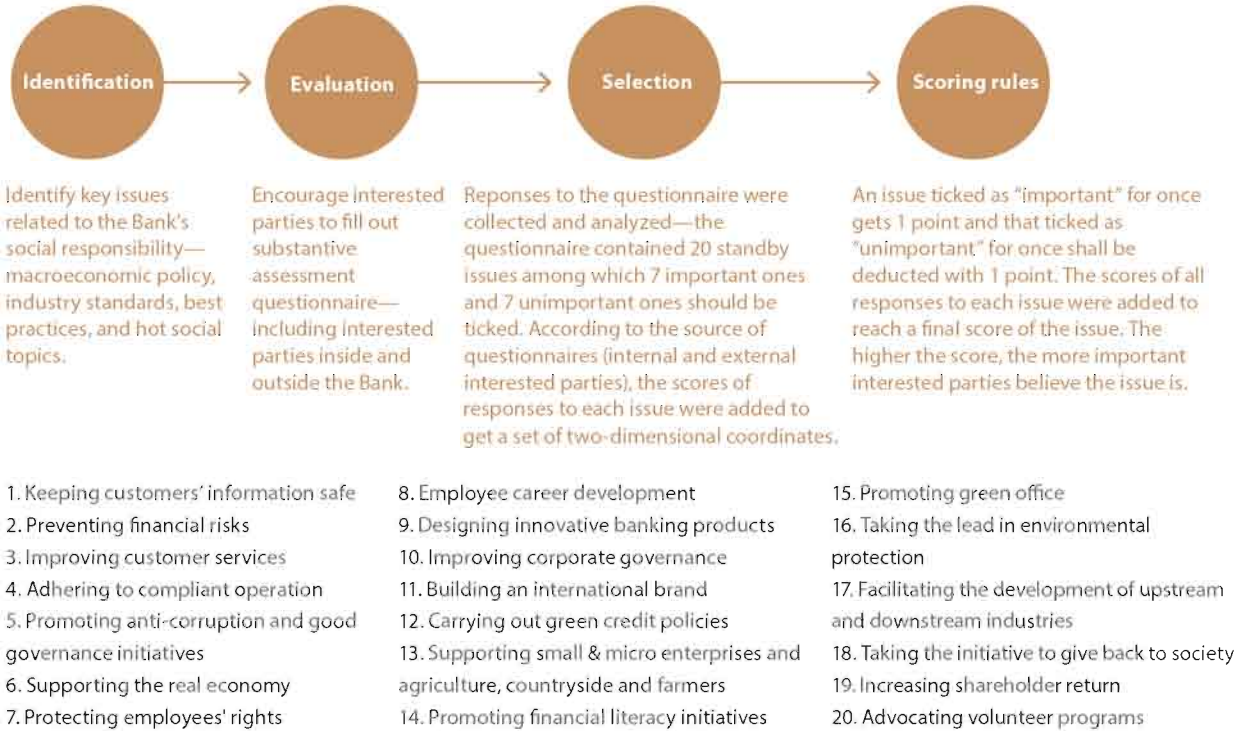 Identification
Evaluation
Selection
Scoring rules
Identify key issues
related to the Bank's
social responsibility—
macroeconomic policy,
industry standards, best
practices, and hot social
topics.
Encourage interested
parties to fill out
substantive
assessment
questionnaire—
including interested
parties inside and
outside the Bank.
Reponses to the questionnaire were
collected and analyzed—the
questionnaire contained 20 standby
issues among which 7 important ones
and 7 unimportant ones should be
ticked. According to the source of
questionnaires (internal and external
interested parties), the scores of
responses to each issue were added to
get a set of two-dimensional coordinates.
An issue ticked as "important" for once
gets 1 point and that ticked as
"unimportant" for once shall be
deducted with 1 point. The scores of all
responses to each issue were added to
reach a final score of the issue. The
higher the score, the more important
interested parties believe the issue is.
1. Keeping customers' information safe
2. Preventing financial risks
3. Improving customer services
4. Adhering to compliant operation
5. Promoting anti-corruption and good
governance initiatives
6. Supporting the real economy
7. Protecting employees' rights
8. Employee career development
9. Designing innovative banking products
10. Improving corporate governance
11. Building an international brand
12. Carrying out green credit policies
13. Supporting small & micro enterprises and
agriculture, countryside and farmers
14. Promoting financial literacy initiatives
15. Promoting green office
16. Taking the lead in environmental
protection
17. Facilitating the development of upstream
and downstream industries
18. Taking the initiative to give back to society
19. Increasing shareholder return
20. Advocating volunteer programs